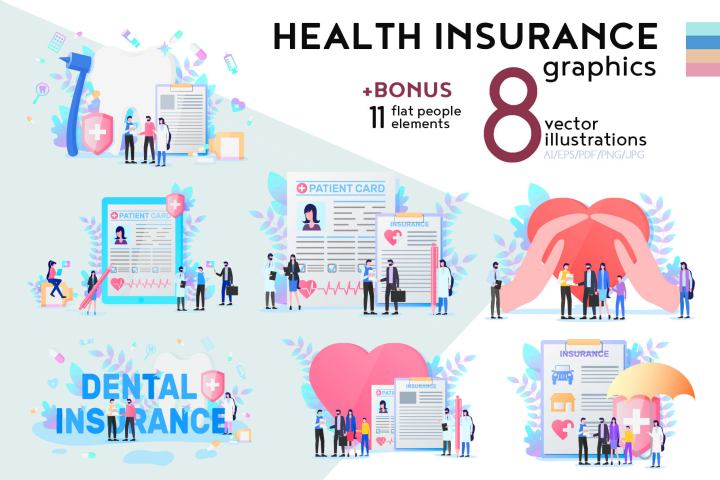 HEALTH INSURANCE
graphics
+BONUS
11 flat people
elements
8 vector
illustrations
AI/EPS/PDF/PNG/JPG
PATIENT CARD
PATIENT CARD
INSURANCE
DENTAL
INSURANCE
INSURANCE
INSURANCE